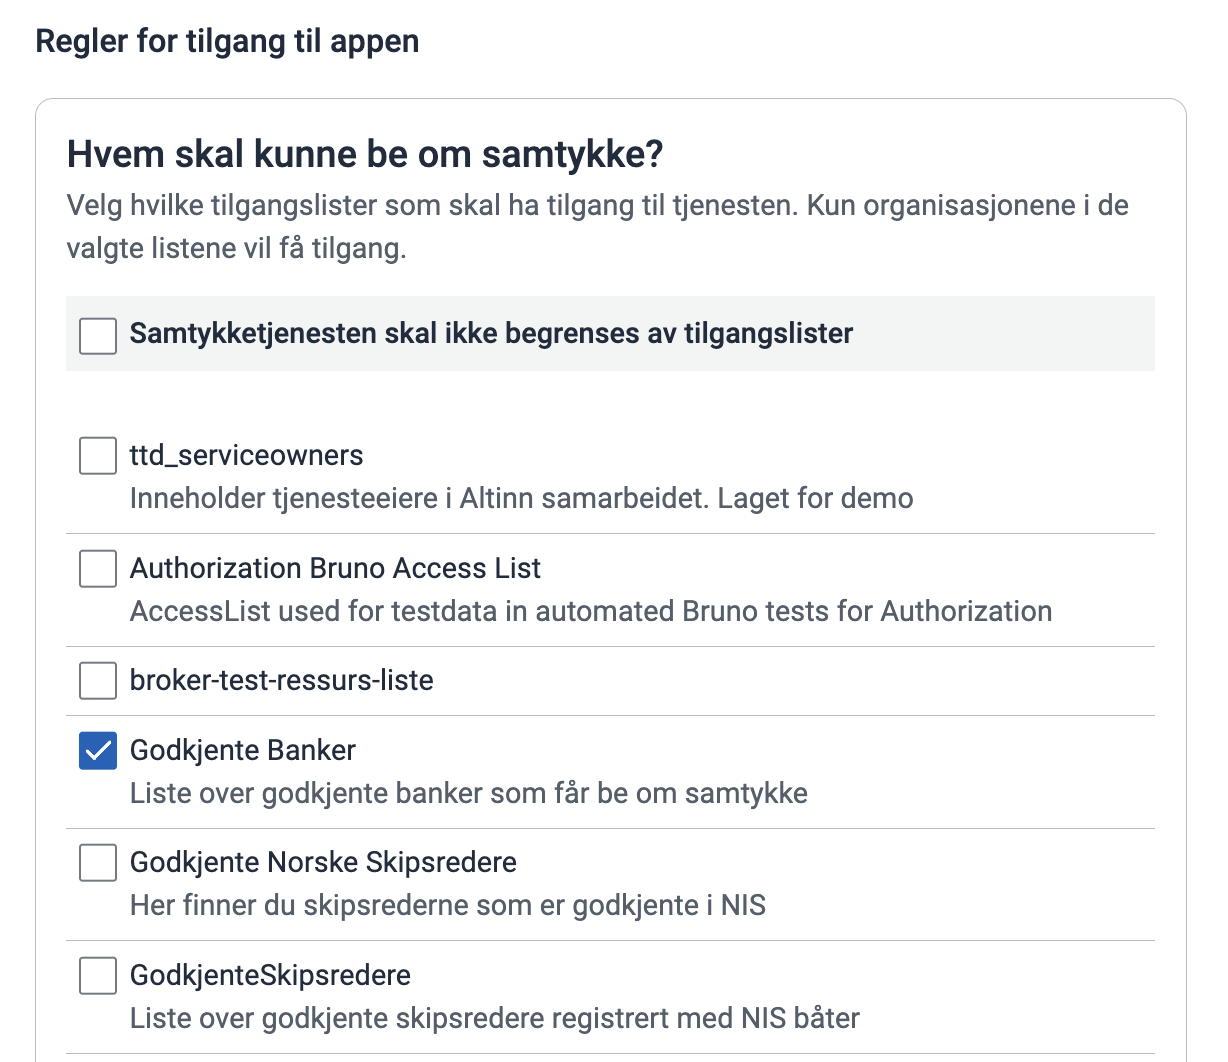 Regler for tilgang til appen
Hvem skal kunne be om samtykke?
Velg hvilke tilgangslister som skal ha tilgang til tjenesten. Kun organisasjonene i de
valgte listene vil få tilgang.
Samtykketjenesten skal ikke begrenses av tilgangslister
ttd_serviceowners
Inneholder tjenesteeiere i Altinn samarbeidet. Laget for demo
Authorization Bruno Access List
AccessList used for testdata in automated Bruno tests for Authorization
broker-test-ressurs-liste
Godkjente Banker
Liste over godkjente banker som får be om samtykke
Godkjente Norske Skipsredere
Her finner du skipsrederne som er godkjente i NIS
GodkjenteSkipsredere
Liste over godkjente skipsredere registrert med NIS båter